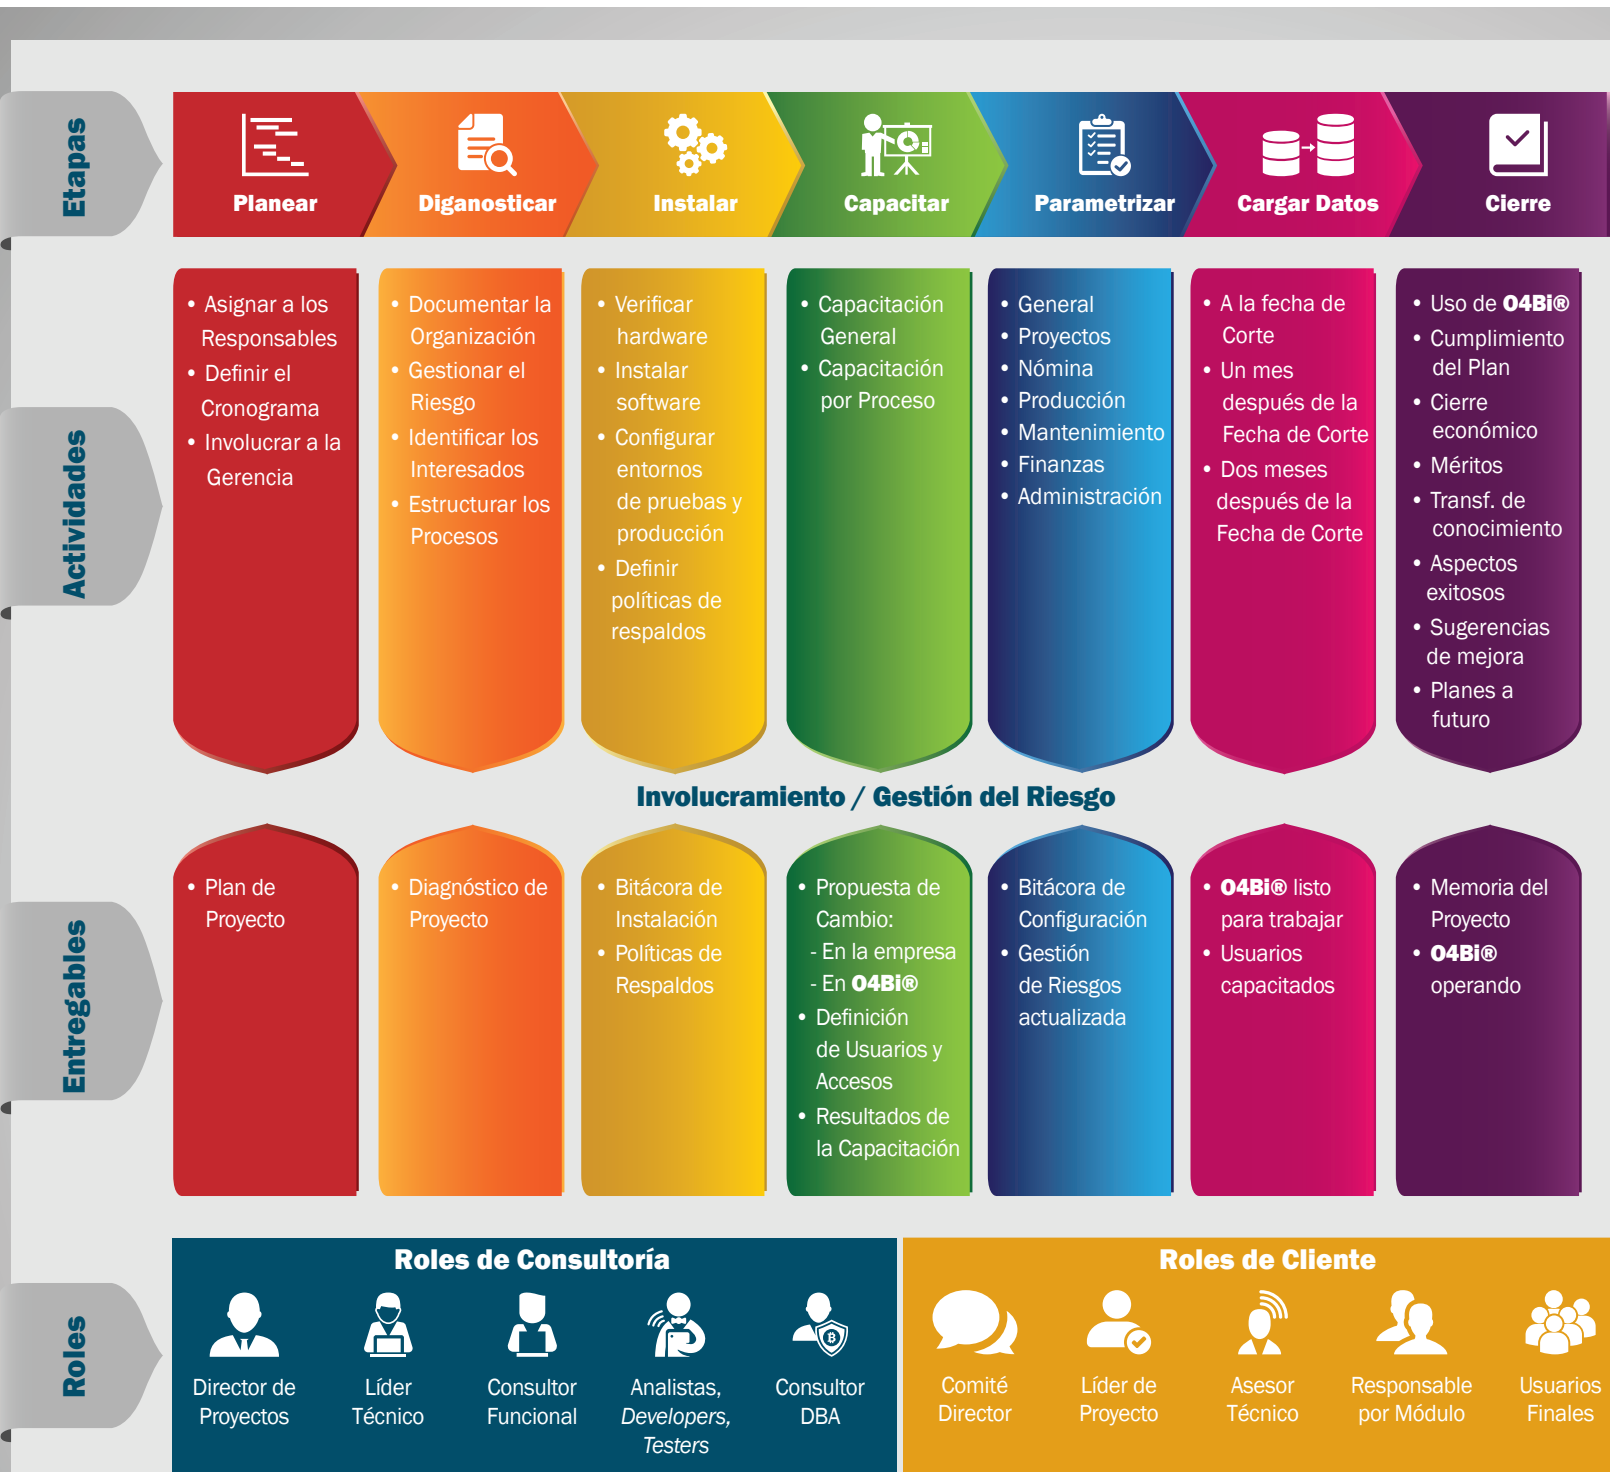 Etapas
Planear
Diganosticar
Instalar
Capacitar
Parametrizar
Cargar Datos
Cierre
Actividades
• Asignar a los
Responsables
• Definir el
Cronograma
• Involucrar a la
Gerencia
• Documentar la
Organización
• Gestionar el
Riesgo
• Identificar los
Interesados
• Estructurar los
Procesos
• Verificar
hardware
• Instalar
software
• Configurar
entornos
de pruebas y
producción
• Definir
políticas de
respaldos
• Capacitación
General
• Capacitación
por Proceso
• General
• Proyectos
• Nómina
• Producción
• Mantenimiento
• Finanzas
• Administración
• A la fecha de
Corte
• Un mes
después de la
Fecha de Corte
• Dos meses
después de la
Fecha de Corte
• Uso de O4Bi®
• Cumplimiento
del Plan
• Cierre
económico
• Méritos
• Transf. de
conocimiento
• Aspectos
exitosos
• Sugerencias
de mejora
• Planes a
futuro
Involucramiento / Gestión del Riesgo
Entregables
• Plan de
Proyecto
• Diagnóstico de
Proyecto
• Bitácora de
Instalación
• Políticas de
Respaldos
• Propuesta de
Cambio:
- En la empresa
- En O4Bi®
• Definición
de Usuarios y
Accesos
• Resultados de
la Capacitación
• Bitácora de
Configuración
• Gestión
de Riesgos
actualizada
• O4Bi® listo
para trabajar
• Usuarios
capacitados
• Memoria del
Proyecto
• O4Bi®
operando
Roles
Roles de Consultoría
Director de
Proyectos
Líder
Técnico
Consultor
Funcional
Analistas,
Developers,
Testers
Consultor
DBA
Roles de Cliente
Comité
Director
Líder de
Proyecto
Asesor
Técnico
Responsable
por Módulo
Usuarios
Finales